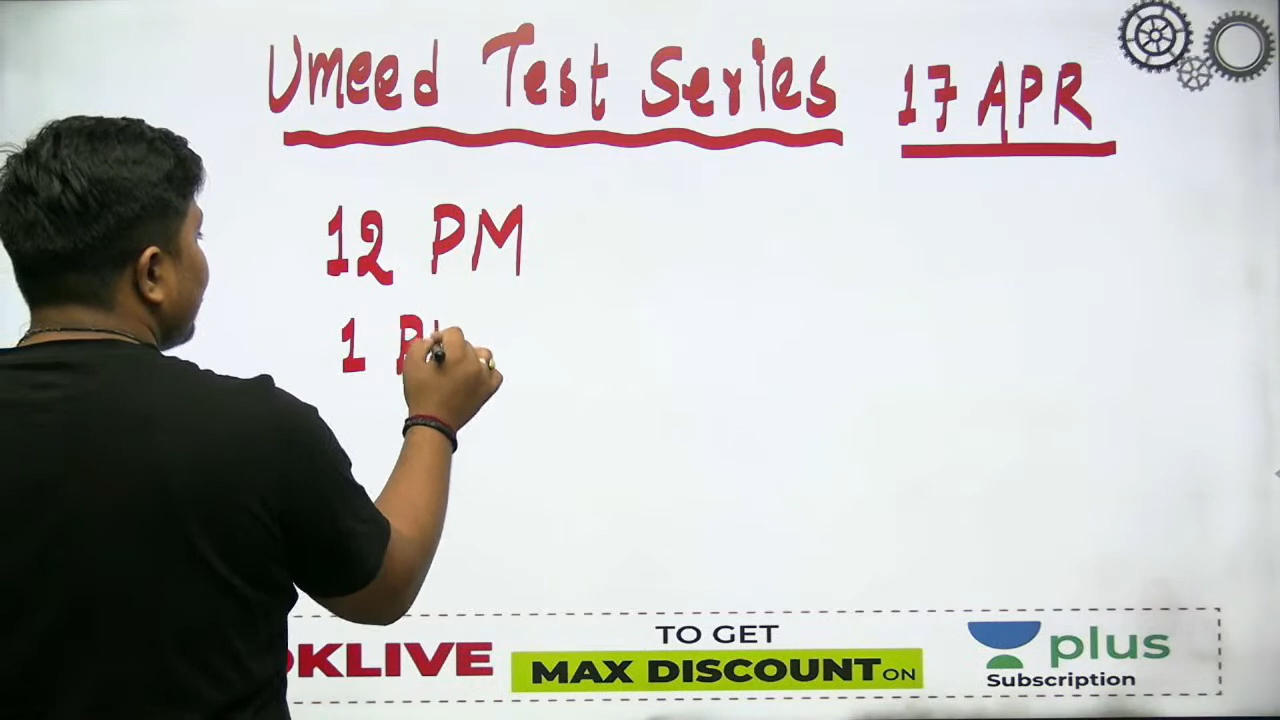 Umeed Test Series 17 APR
12 PM
1 P
KLIVE
TO GET
MAX DISCOUNT ON
plus
Subscription